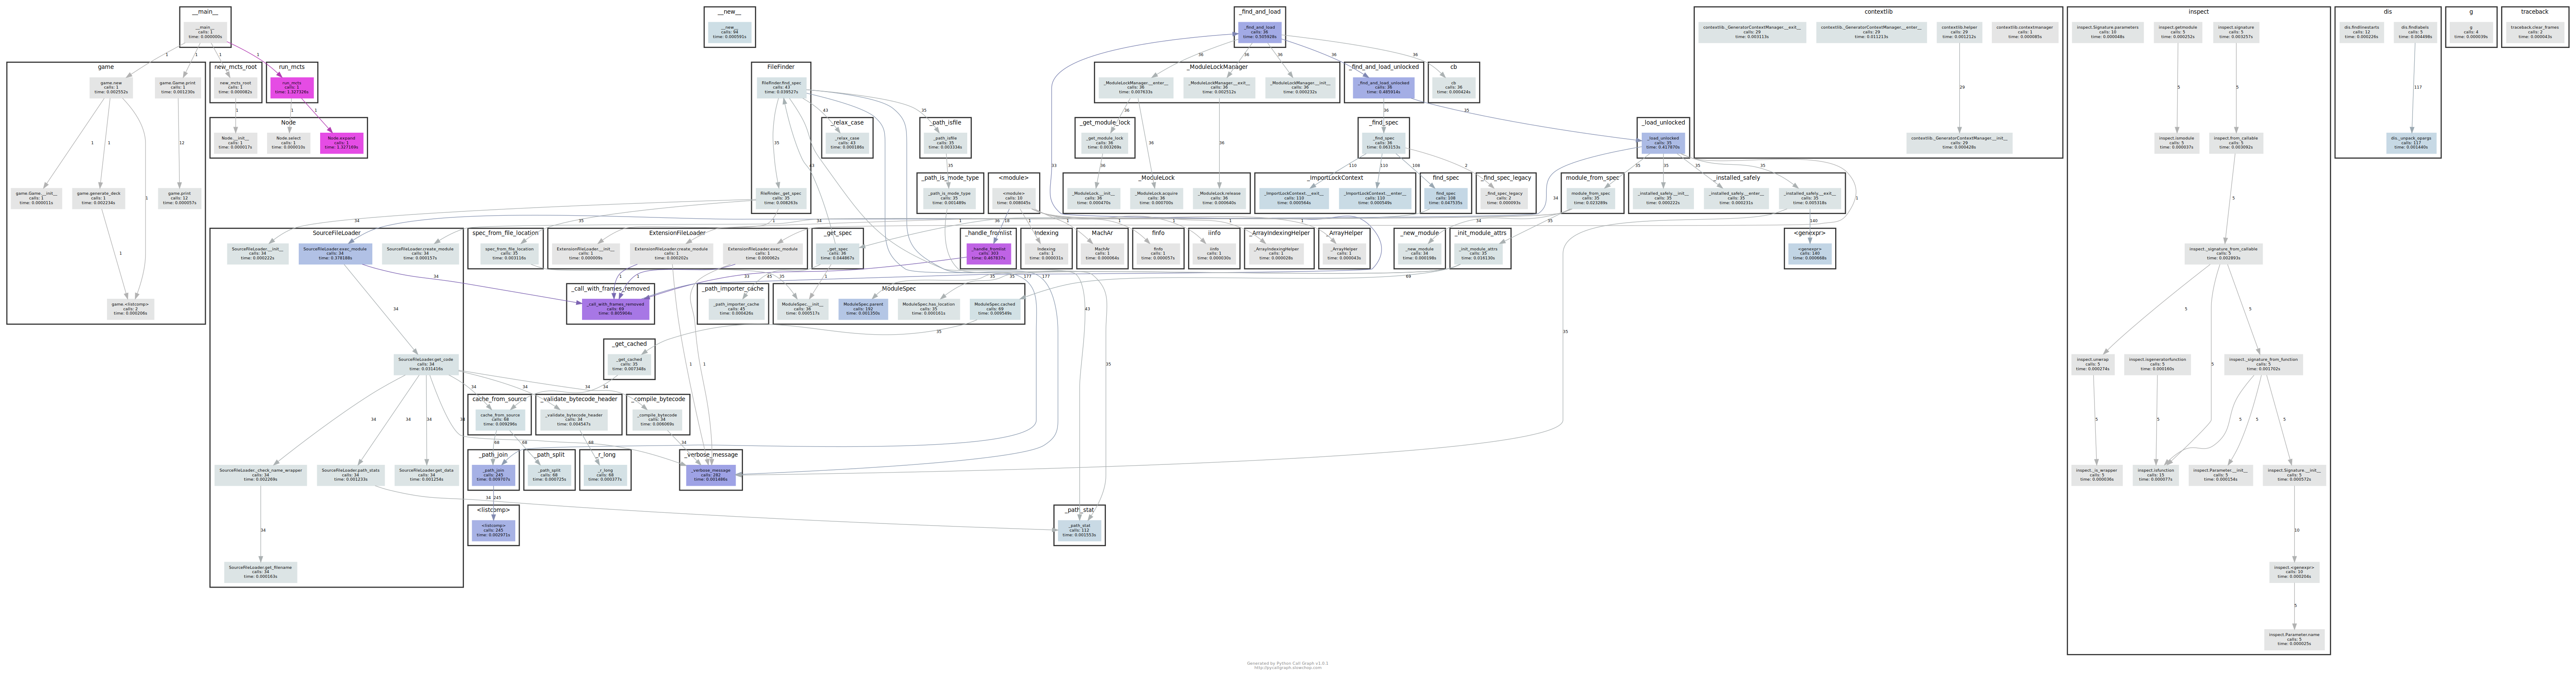 __main__
__main__
calls: 1
time: 0.000000s
game
game.new
calls: 1
time: 0.002552s
game.Game.print
calls: 1
time: 0.001230s
game.Game.__init__
calls: 1
time: 0.000011s
game.generate_deck
calls: 1
time: 0.002234s
game.print
calls: 12
time: 0.000057s
game.<listcomp>
calls: 2
time: 0.000208s
new_mcts_root
new_mcts_root
calls: 1
time: 0.000082s
run_mcts
run_mcts
calls: 1
time: 1.327328s
Node
Node.__init__
calls: 1
time: 0.000017s
Node.select
calls: 1
time: 0.000010s
Node.expand
calls: 1
time: 1.327169s
__new__
__new__
calls: 94
time: 0.000591s
FileFinder
FileFinder.find_spec
calls: 43
time: 0.039527s
FileFinder._get_spec
calls: 35
time: 0.008263s
_relax_case
_relax_case
calls: 43
time: 0.000188s
_path_isfile
_path_isfile
calls: 35
time: 0.003334s
_path_is_mode_type
_path_is_mode_type
calls: 35
time: 0.001489s
<module>
<module>
calls: 10
_find_and_load
_find_and_load
calls: 36
_ModuleLockManager
_ModuleLockManager.__enter__
calls: 36
time: 0.007633s
_ModuleLockManager.__exit__
calls: 36
time: 0.002512s
_ModuleLockManager.__init__
calls: 36
time: 0.000232s
_find_and_load_unlocked
_find_and_load_unlocked
calls: 36
time: 0.485914s
cb
cb
calls: 36
time: 0.000424s
_get_module_lock
_get_module_lock
calls: 36
time: 0.003269s
_find_spec
_find_spec
calls: 36
_load_unlocked
_load_unlocked
calls: 35
time: 0.417870s
_ModuleLock
_ModuleLock.__init__
calls: 36
time: 0.000470s
_ModuleLock.acquire
calls: 36
time: 0.000700s
_ModuleLock.release
calls: 36
time: 0.000640s
_ImportLockContext
_ImportLockContext.__exit__
calls: 110
time: 0.000564s
_ImportLockContext.__enter__
calls: 110
time: 0.000549s
find_spec
find_spec
calls: 108
time: 0.047535s
_find_spec_legacy
_find_spec_legacy
calls: 2
time: 0.000093s
module_from_spec
module_from_spec
calls: 35
time: 0.023289s
_installed_safely
_installed_safely.__init__
calls: 35
time: 0.000222s
_installed_safely.__enter__
calls: 35
time: 0.000231s
_installed_safely.__exit__
calls: 35
time: 0.005318s
contextlib
contextlib._GeneratorContextManager.__exit__
calls: 29
time: 0.003113s
contextlib._GeneratorContextManager.__enter__
calls: 29
time: 0.011213s
contextlib.helper
calls: 29
time: 0.001212s
contextlib.contextmanager
calls: 1
time: 0.000085s
contextlib._GeneratorContextManager.__init__
calls: 29
time: 0.000428s
<genexpr>
<genexpr>
calls: 140
time: 0.000668s
SourceFileLoader
SourceFileLoader.__init__
calls: 34
time: 0.000222s
SourceFileLoader.exec_module
calls: 34
time: 0.378188s
SourceFileLoader.create_module
calls: 34
time: 0.000157s
SourceFileLoader.get_code
calls: 34
time: 0.031416s
SourceFileLoader._check_name_wrapper
calls: 34
time: 0.002269s
SourceFileLoader.path_stats
calls: 34
time: 0.001233s
SourceFileLoader.get_data
calls: 34
time: 0.001254s
SourceFileLoader.get_filename
calls: 34
time: 0.000163s
spec_from_file_location
spec_from_file_location
calls: 35
time: 0.003118s
ExtensionFileLoader
ExtensionFileLoader.__init__
calls: 1
time: 0.000009s
ExtensionFileLoader.create_module
calls: 1
time: 0.000202s
ExtensionFileLoader.exec_module
calls: 1
time: 0.000062s
_get_spec
_get_spec
calls: 36
time: 0.044867s
_handle_fromlist
_handle_fromlist
calls: 303
time: 0.467837s
Indexing
Indexing
calls: 1
time: 0.000031s
MachAr
MachAr
calls: 1
time: 0.000064s
finfo
finfo
calls: 1
time: 0.000057s
iinfo
iinfo
calls: 1
time: 0.000030s
_ArrayIndexingHelper
_ArrayIndexingHelper
calls: 1
time: 0.000028s
_ArrayHelper
_ArrayHelper
calls: 1
time: 0.000043s
_new_module
_new_module
calls: 34
time: 0.000198s
_init_module_attrs
_init_module_attrs
calls: 35
time: 0.016130s
_call_with_frames_removed
_call_with_frames_removed
calls: 69
time: 0.805964s
_path_importer_cache
_path_importer_cache
calls: 45
time: 0.000426s
ModuleSpec
ModuleSpec.__init__
calls: 36
time: 0.000517s
ModuleSpec.parent
calls: 192
time: 0.001350s
ModuleSpec.has_location
calls: 35
time: 0.000161s
ModuleSpec.cached
calls: 69
time: 0.009549s
_get_cached
_get_cached
calls: 35
time: 0.007348s
cache_from_source
cache_from_source
calls: 68
time: 0.009296s
_validate_bytecode_header
_validate_bytecode_header
calls: 34
time: 0.004547s
_compile_bytecode
_compile_bytecode
calls: 34
time: 0.006069s
_path_join
_path_join
calls: 245
time: 0.009707s
_path_split
_path_split
calls: 68
time: 0.000725s
_r_long
_r_long
calls: 68
time: 0.000377s
_verbose_message
_verbose_message
calls: 282
time: 0.001486s
<listcomp>
<listcomp>
calls: 245
time: 0.002971s
_path_stat
_path_stat
calls: 112
time: 0.001553s
inspect
inspect.Signature.parameters
calls: 10
time: 0.000048s
inspect.getmodule
calls: 5
time: 0.000252s
inspect.signature
calls: 5
time: 0.003257s
inspect.ismodule
calls: 5
time: 0.000037s
inspect.from_callable
calls: 5
time: 0.003092s
inspect._signature_from_callable
calls: 5
time: 0.002893s
inspect.unwrap
calls: 5
time: 0.000274s
inspect.isgeneratorfunction
calls: 5
time: 0.000160s
inspect._signature_from_function
calls: 5
time: 0.001702s
inspect._is_wrapper
calls: 5
time: 0.000036s
inspect.isfunction
calls: 15
time: 0.000077s
inspect.Parameter.__init__
calls: 5
time: 0.000154s
inspect.Signature.__init__
calls: 5
time: 0.000572s
inspect.<genexpr>
calls: 10
time: 0.000204s
inspect.Parameter.name
calls: 5
time: 0.000025s
dis
dis.findlinestarts
calls: 12
time: 0.000226s
dis.findlabels
calls: 5
time: 0.004498s
dis._unpack_opargs
calls: 117
time: 0.001480s
g
g
calls: 4
time: 0.000039s
traceback
traceback.clear_frames
calls: 2
time: 0.000043s
Generated by Python Call Graph v1.0.1
http://pycallgraph.slowchop.com